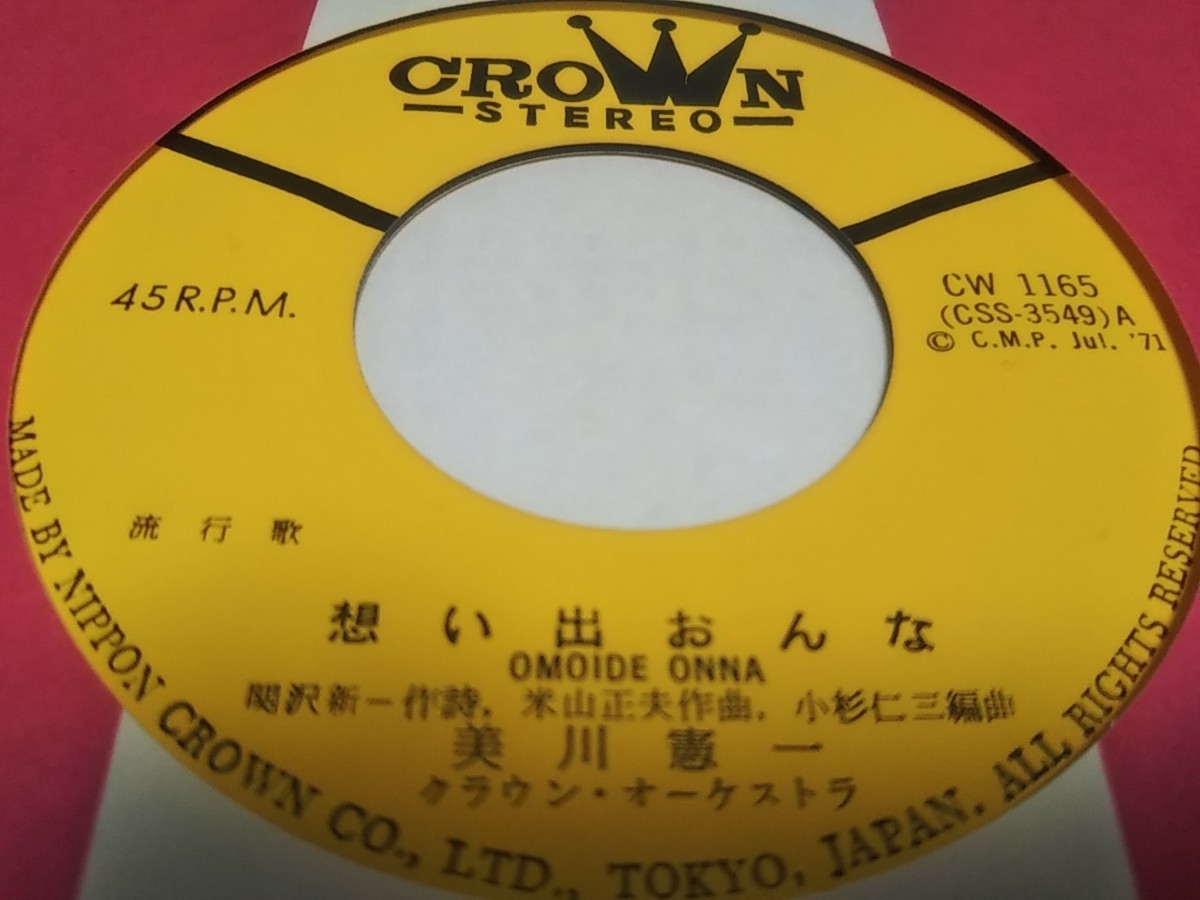 CROWN
STEREO
45 R.P.M.
CW 1165
(CSS-3549) A
© C.M.P. Jul. '71
流行歌
想い出おんな
OMOIDE ONNA
関沢新一作詩, 米山正夫作曲, 小杉仁三編曲
美川憲一
クラウン・オーケストラ
MADE BY NIPPON CROWN CO., LTD., TOKYO, JAPAN. ALL RIGHTS RESERVED